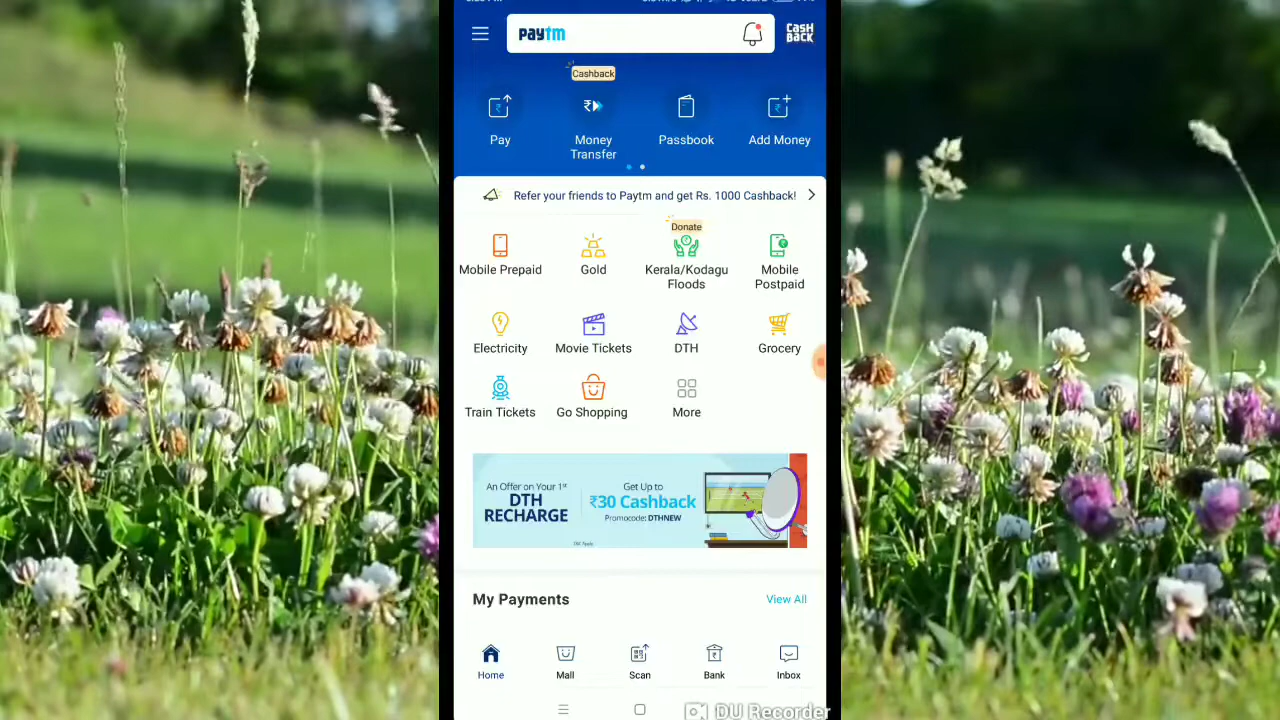 paytm
CASH
BACK
Cashback
Pay
Money
Transfer
Passbook
Add Money
Refer your friends to Paytm and get Rs. 1000 Cashback!
Donate
Mobile Prepaid
Gold
Kerala/Kodagu
Floods
Mobile
Postpaid
Electricity
Movie Tickets
DTH
Grocery
Train Tickets
Go Shopping
More
An Offer on Your 1st
DTH
RECHARGE
Get Up to
₹30 Cashback
Promocode: DTHNEW
My Payments
View All
Home
Mall
Scan
Bank
Inbox
DU Recorder